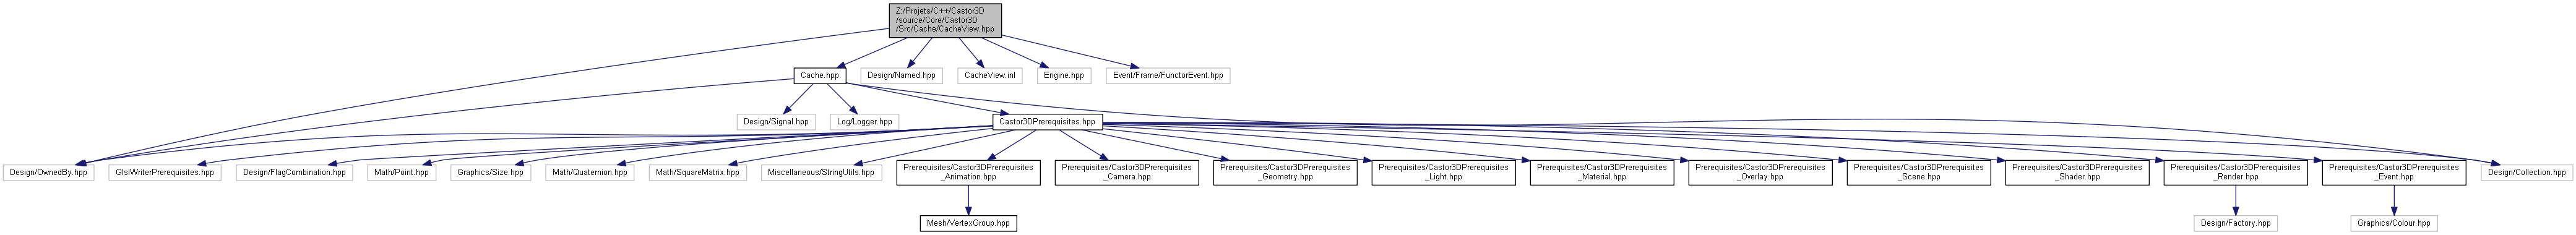 Z:/Projets/C++/Castor3D
/source/Core/Castor3D
/Src/Cache/CacheView.hpp
Cache.hpp
Design/Named.hpp
CacheView.inl
Engine.hpp
Event/Frame/FunctorEvent.hpp
Design/Signal.hpp
Log/Logger.hpp
Castor3DPrerequisites.hpp
Design/OwnedBy.hpp
GlslWriterPrerequisites.hpp
Design/FlagCombination.hpp
Math/Point.hpp
Graphics/Size.hpp
Math/Quaternion.hpp
Math/SquareMatrix.hpp
Miscellaneous/StringUtils.hpp
Prerequisites/Castor3DPrerequisites
_Animation.hpp
Prerequisites/Castor3DPrerequisites
_Camera.hpp
Prerequisites/Castor3DPrerequisites
_Geometry.hpp
Prerequisites/Castor3DPrerequisites
_Light.hpp
Prerequisites/Castor3DPrerequisites
_Material.hpp
Prerequisites/Castor3DPrerequisites
_Overlay.hpp
Prerequisites/Castor3DPrerequisites
_Scene.hpp
Prerequisites/Castor3DPrerequisites
_Shader.hpp
Prerequisites/Castor3DPrerequisites
_Render.hpp
Prerequisites/Castor3DPrerequisites
_Event.hpp
Design/Collection.hpp
Mesh/VertexGroup.hpp
Design/Factory.hpp
Graphics/Colour.hpp